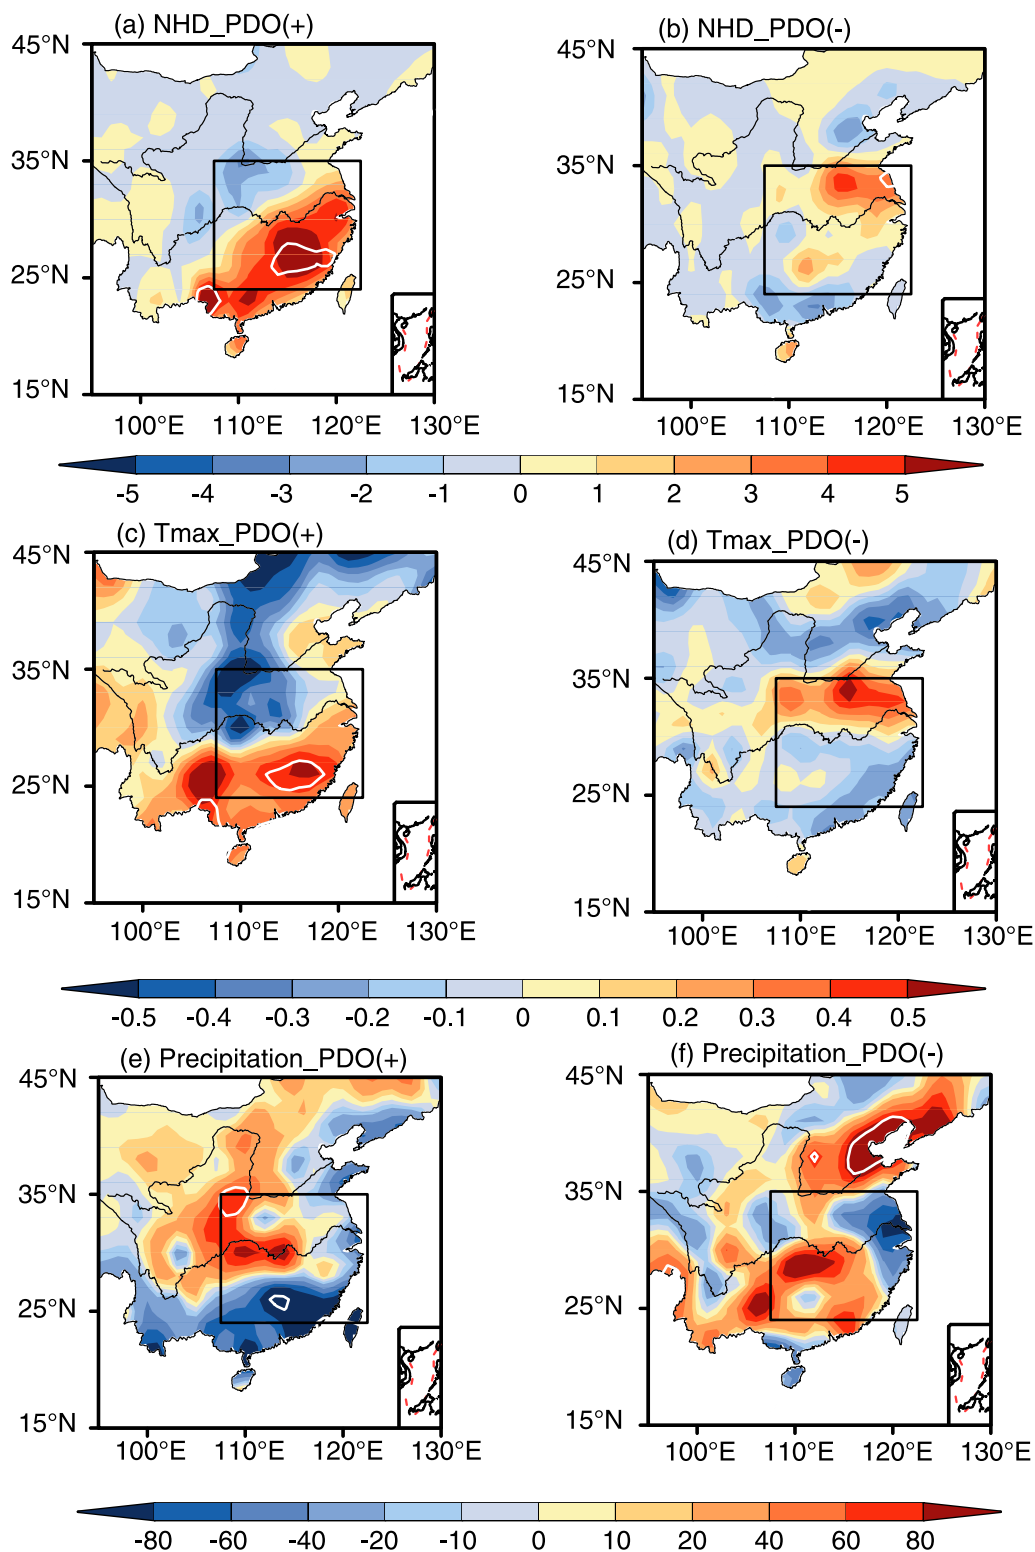 (a) NHD_PDO(+)
(b) NHD_PDO(-)
45°N
35°N
25°N
15°N
100°E 110°E 120°E 130°E
45°N
35°N
25°N
15°N
100°E 110°E 120°E 130°E
-5 -4 -3 -2 -1 0 1 2 3 4 5
(c) Tmax_PDO(+)
(d) Tmax_PDO(-)
45°N
35°N
25°N
15°N
100°E 110°E 120°E 130°E
45°N
35°N
25°N
15°N
100°E 110°E 120°E 130°E
-0.5 -0.4 -0.3 -0.2 -0.1 0 0.1 0.2 0.3 0.4 0.5
(e) Precipitation_PDO(+)
(f) Precipitation_PDO(-)
45°N
35°N
25°N
15°N
100°E 110°E 120°E 130°E
45°N
35°N
25°N
15°N
100°E 110°E 120°E 130°E
-80 -60 -40 -20 -10 0 10 20 40 60 80